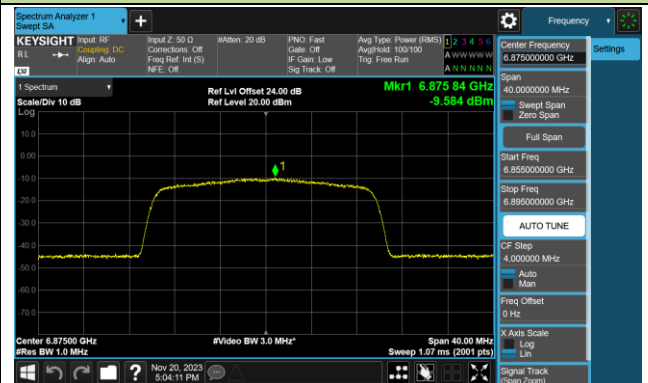 Spectrum Analyzer 1
Swept SA
+
Frequency
KEYSIGHT
RL
LXI
Input: RF
Coupling: DC
Align: Auto
Input Z: 50 Ω
Corrections: Off
Freq Ref: Int (S)
NFE: Off
#Atten: 20 dB
PNO: Fast
Gate: Off
IF Gain: Low
Sig Track: Off
Avg Type: Power (RMS)
Avg|Hold: 100/100
Trig: Free Run
1 2 3 4 5 6
A W W W W W
A N N N N N
1 Spectrum
Scale/Div 10 dB
Log
Ref Lvl Offset 24.00 dB
Ref Level 20.00 dBm
Mkr1 6.875 84 GHz
-9.584 dBm
10.0
0.00
-10.0
-20.0
-30.0
-40.0
-50.0
-60.0
-70.0
1
Center 6.87500 GHz
#Res BW 1.0 MHz
#Video BW 3.0 MHz*
Span 40.00 MHz
Sweep 1.07 ms (2001 pts)
Center Frequency
6.875000000 GHz
Settings
Span
40.0000000 MHz
Swept Span
Zero Span
Full Span
Start Freq
6.855000000 GHz
Stop Freq
6.895000000 GHz
AUTO TUNE
CF Step
4.000000 MHz
Auto
Man
Freq Offset
0 Hz
X Axis Scale
Log
Lin
Signal Track
(Span Zoom)
?
Nov 20, 2023
5:04:11 PM